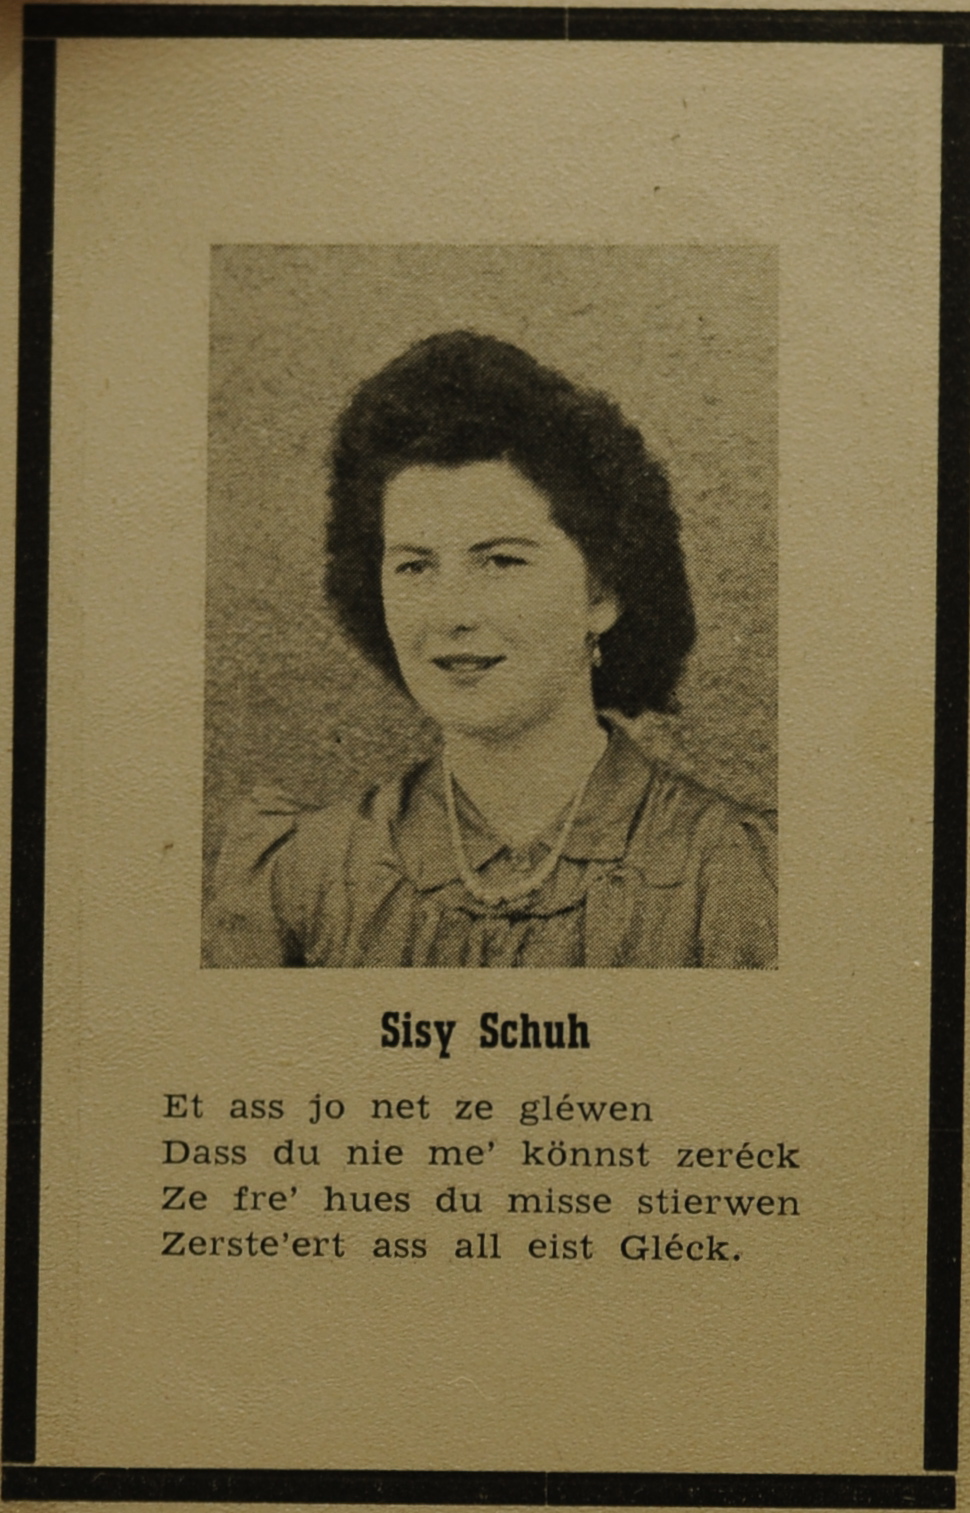 Sisy Schuh
Et ass jo net ze gléwen
Dass du nie me' könnst zeréck
Ze fre' hues du misse stierwen
Zerste'ert ass all eist Gléck.